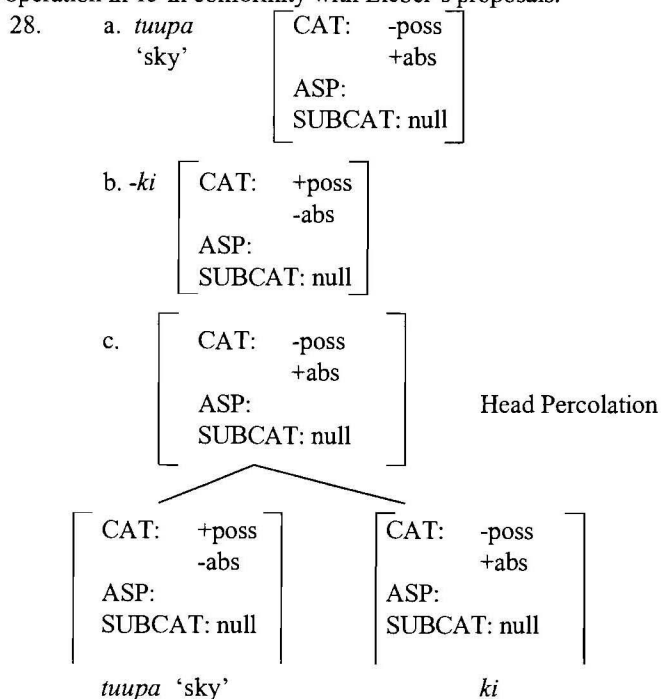 operation in 18 in conformity with Lieber's proposals.
28. a. tuupa CAT: -poss
'sky' +abs
ASP:
SUBCAT: null
b. -ki CAT: +poss
-abs
ASP:
SUBCAT: null
c. CAT: -poss
+abs
ASP: Head Percolation
SUBCAT: null
CAT: +poss CAT: -poss
-abs +abs
ASP: ASP:
SUBCAT: null SUBCAT: null
tuupa 'sky' ki